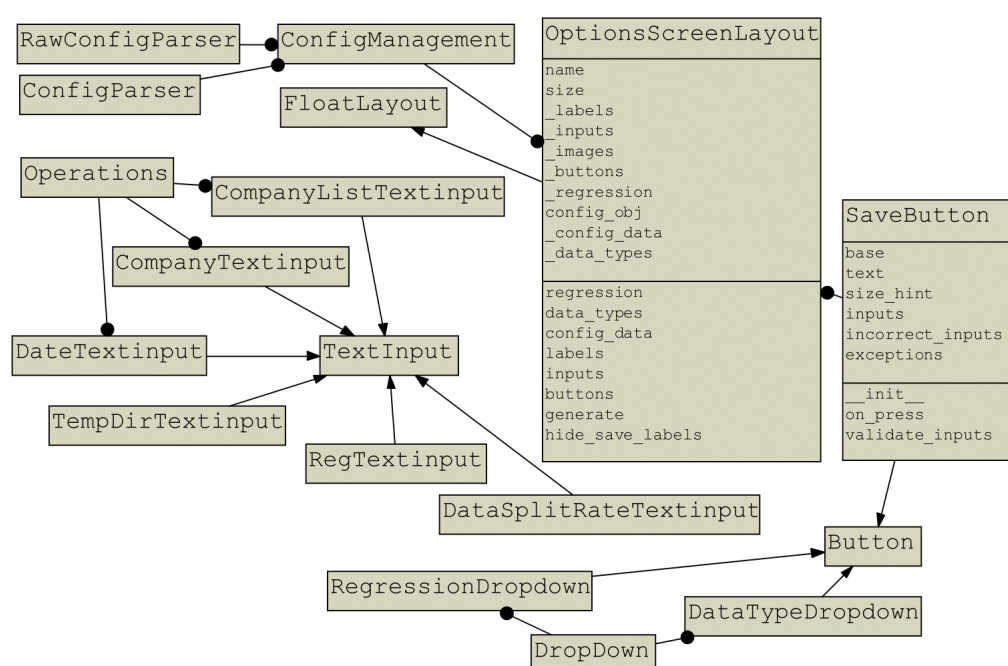 RawConfigParser
ConfigManagement
ConfigParser
FloatLayout
OptionsScreenLayout
name
size
_labels
_inputs
_images
_buttons
_regression
config_obj
_config_data
_data_types
regression
data_types
config_data
labels
inputs
buttons
generate
hide_save_labels
Operations
CompanyListTextinput
CompanyTextinput
DateTextinput
TextInput
TempDirTextinput
RegTextinput
DataSplitRateTextinput
SaveButton
base
text
size_hint
inputs
incorrect_inputs
exceptions
__init__
on_press
validate_inputs
Button
RegressionDropdown
DataTypeDropdown
DropDown